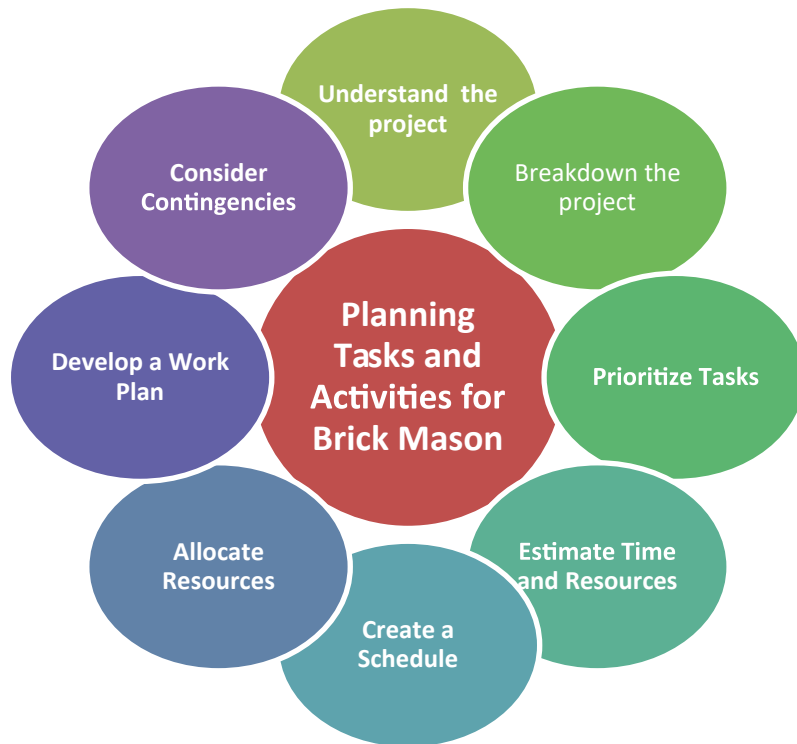 Understand the
project
Breakdown the
project
Prioritize Tasks
Estimate Time
and Resources
Create a
Schedule
Allocate
Resources
Develop a Work
Plan
Consider
Contingencies
Planning
Tasks and
Activities for
Brick Mason